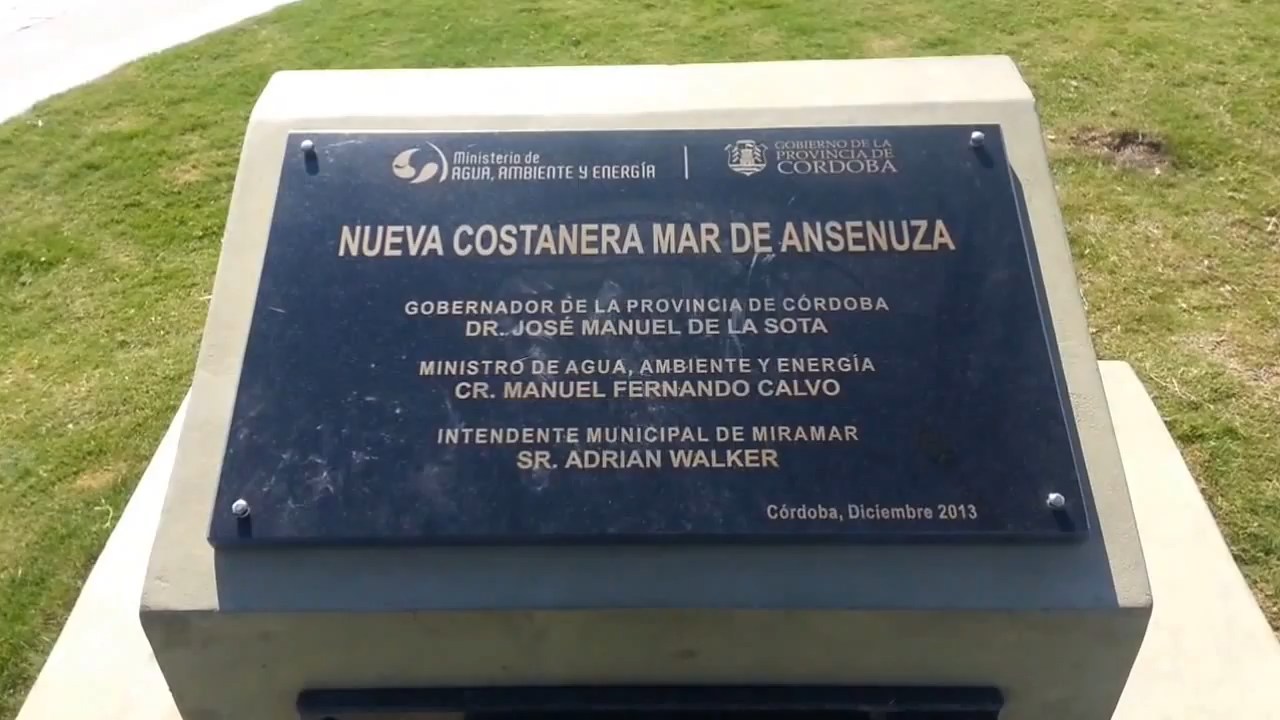 Ministerio de
AGUA, AMBIENTE Y ENERGÍA
GOBIERNO DE LA
PROVINCIA DE
CÓRDOBA
NUEVA COSTANERA MAR DE ANSENUZA
GOBERNADOR DE LA PROVINCIA DE CÓRDOBA
DR. JOSÉ MANUEL DE LA SOTA
MINISTRO DE AGUA, AMBIENTE Y ENERGÍA
CR. MANUEL FERNANDO CALVO
INTENDENTE MUNICIPAL DE MIRAMAR
SR. ADRIAN WALKER
Córdoba, Diciembre 2013